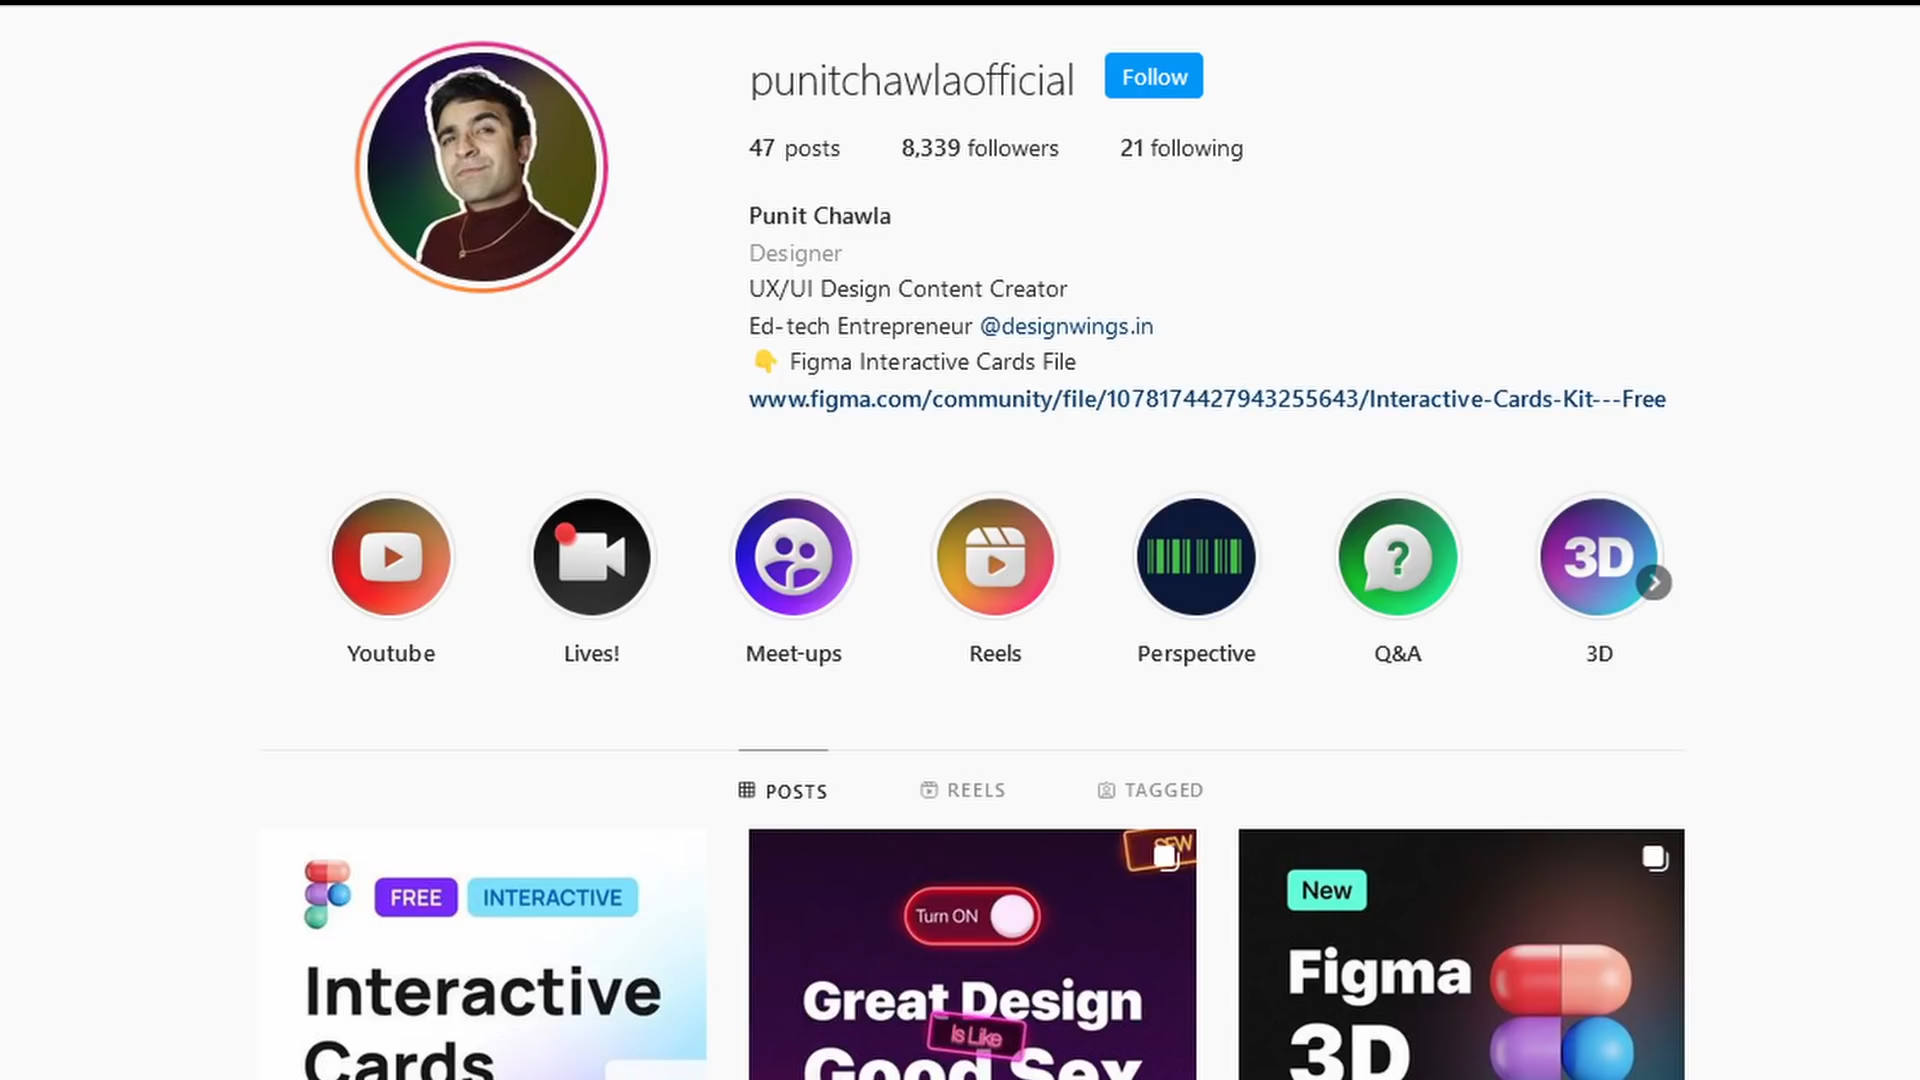 punitchawlaofficial Follow
47 posts 8,339 followers 21 following
Punit Chawla
Designer
UX/UI Design Content Creator
Ed-tech Entrepreneur @designwings.in
👇 Figma Interactive Cards File
www.figma.com/community/file/1078174427943255643/Interactive-Cards-Kit---Free
3D
?
Youtube Lives! Meet-ups Reels Perspective Q&A 3D
POSTS REELS TAGGED
FREE INTERACTIVE
Interactive
Cards
Turn ON
Great Design
Is Like
Good Sex
New
Figma
3D